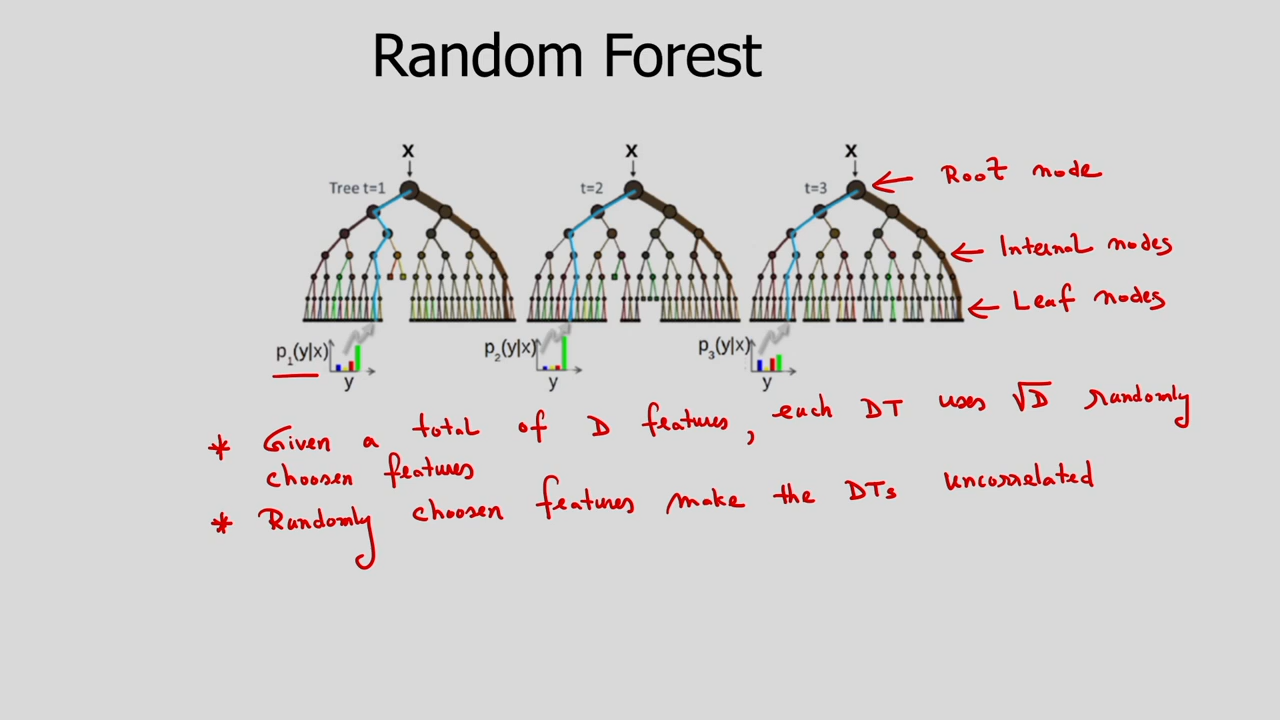 Random Forest
x x x
Tree t=1 t=2 t=3
Root node
Internal nodes
Leaf nodes
p1(y|x) p2(y|x) p3(y|x)
y y y
* Given a total of D features, each DT uses √D randomly
choosen features
* Randomly choosen features make the DTs uncorrelated